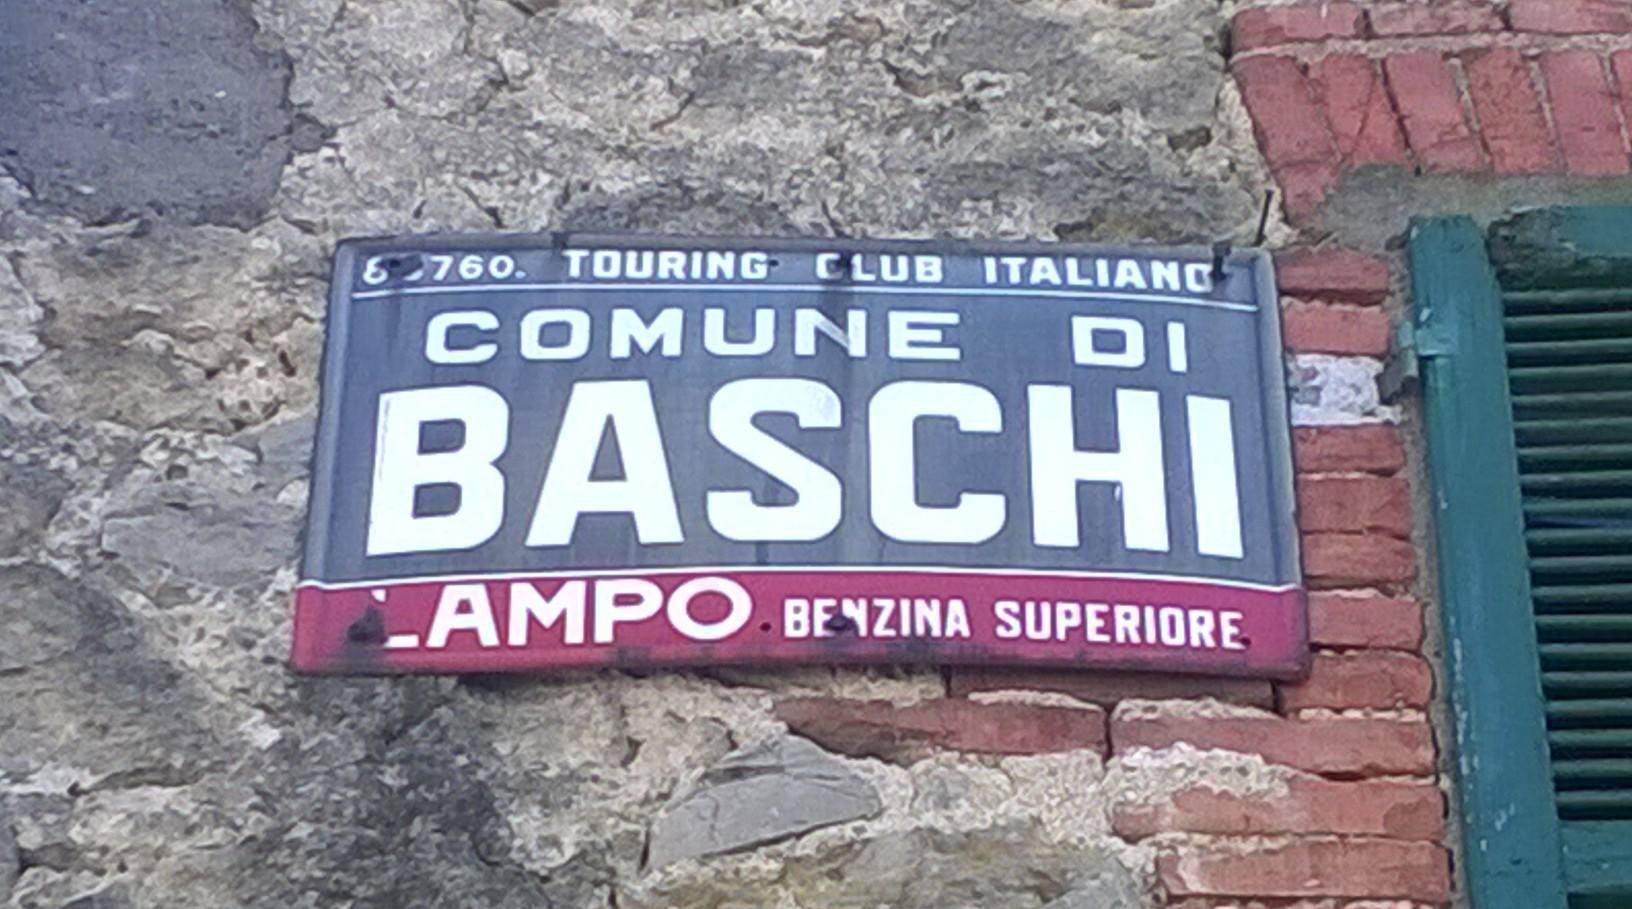 TOURING CLUB ITALIANO
COMUNE DI
BASCHI
LAMPO. BENZINA SUPERIORE